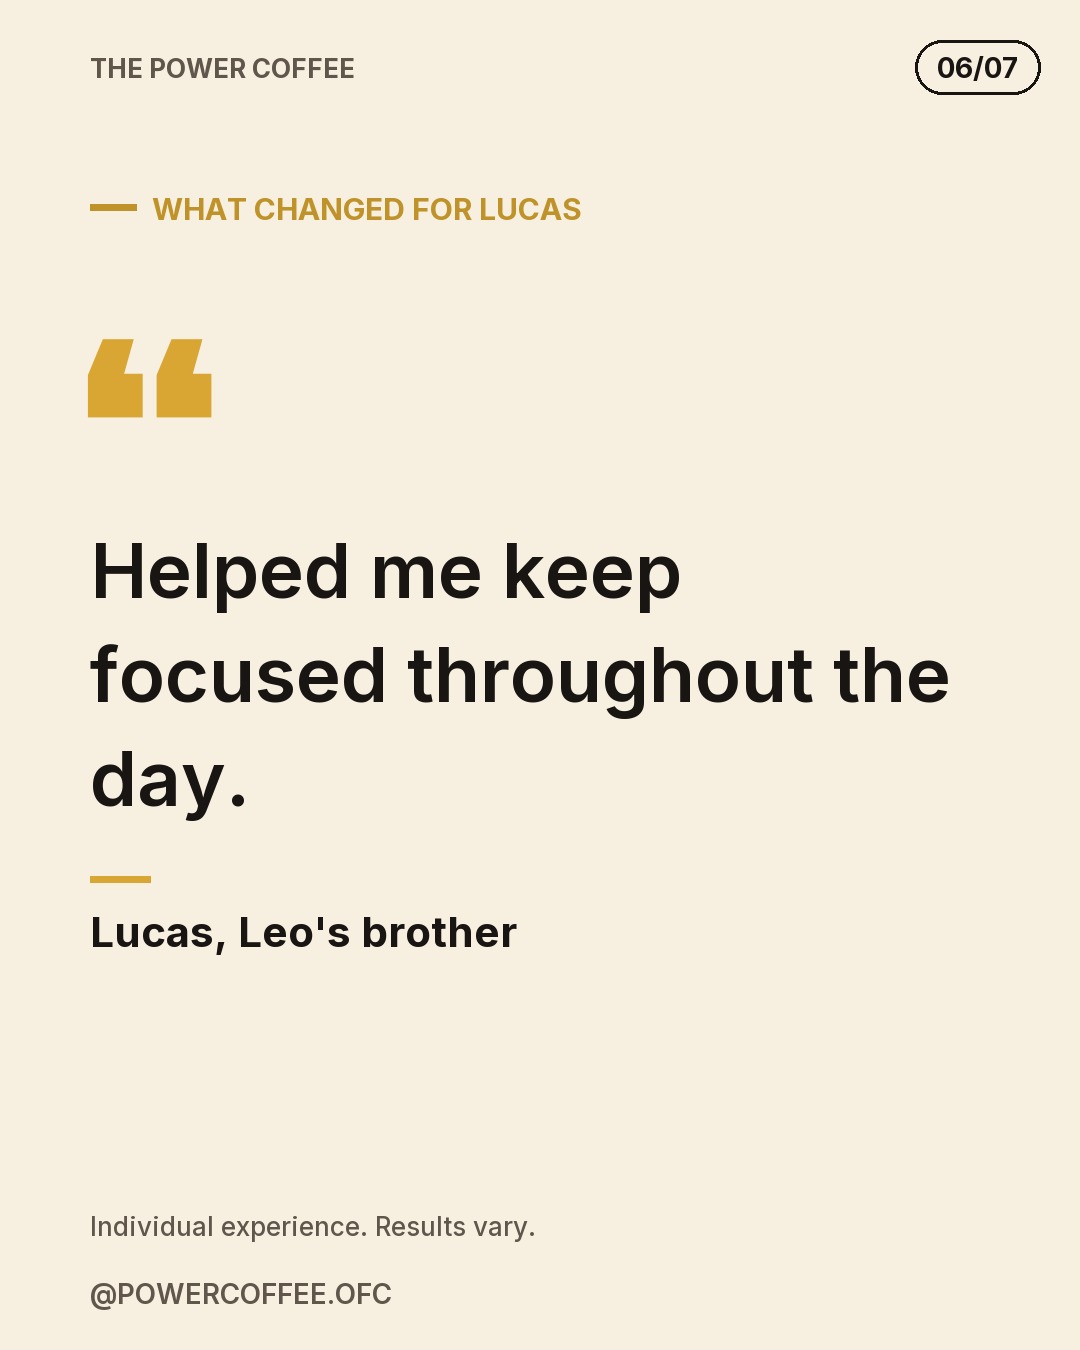 THE POWER COFFEE
06/07
WHAT CHANGED FOR LUCAS
“
Helped me keep
focused throughout the
day.
Lucas, Leo's brother
Individual experience. Results vary.
@POWERCOFFEE.OFC